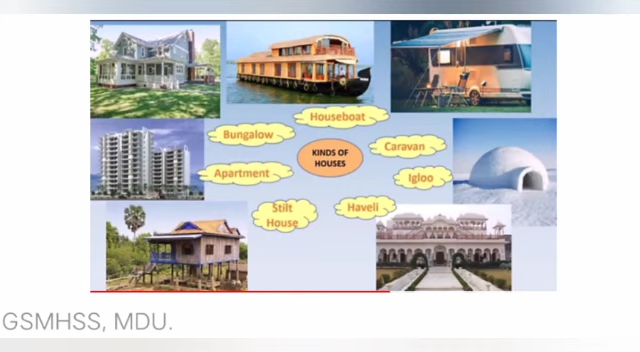 Houseboat
Bungalow
Caravan
KINDS OF
HOUSES
Apartment
Igloo
Stilt
House
Haveli
GSMHSS, MDU.